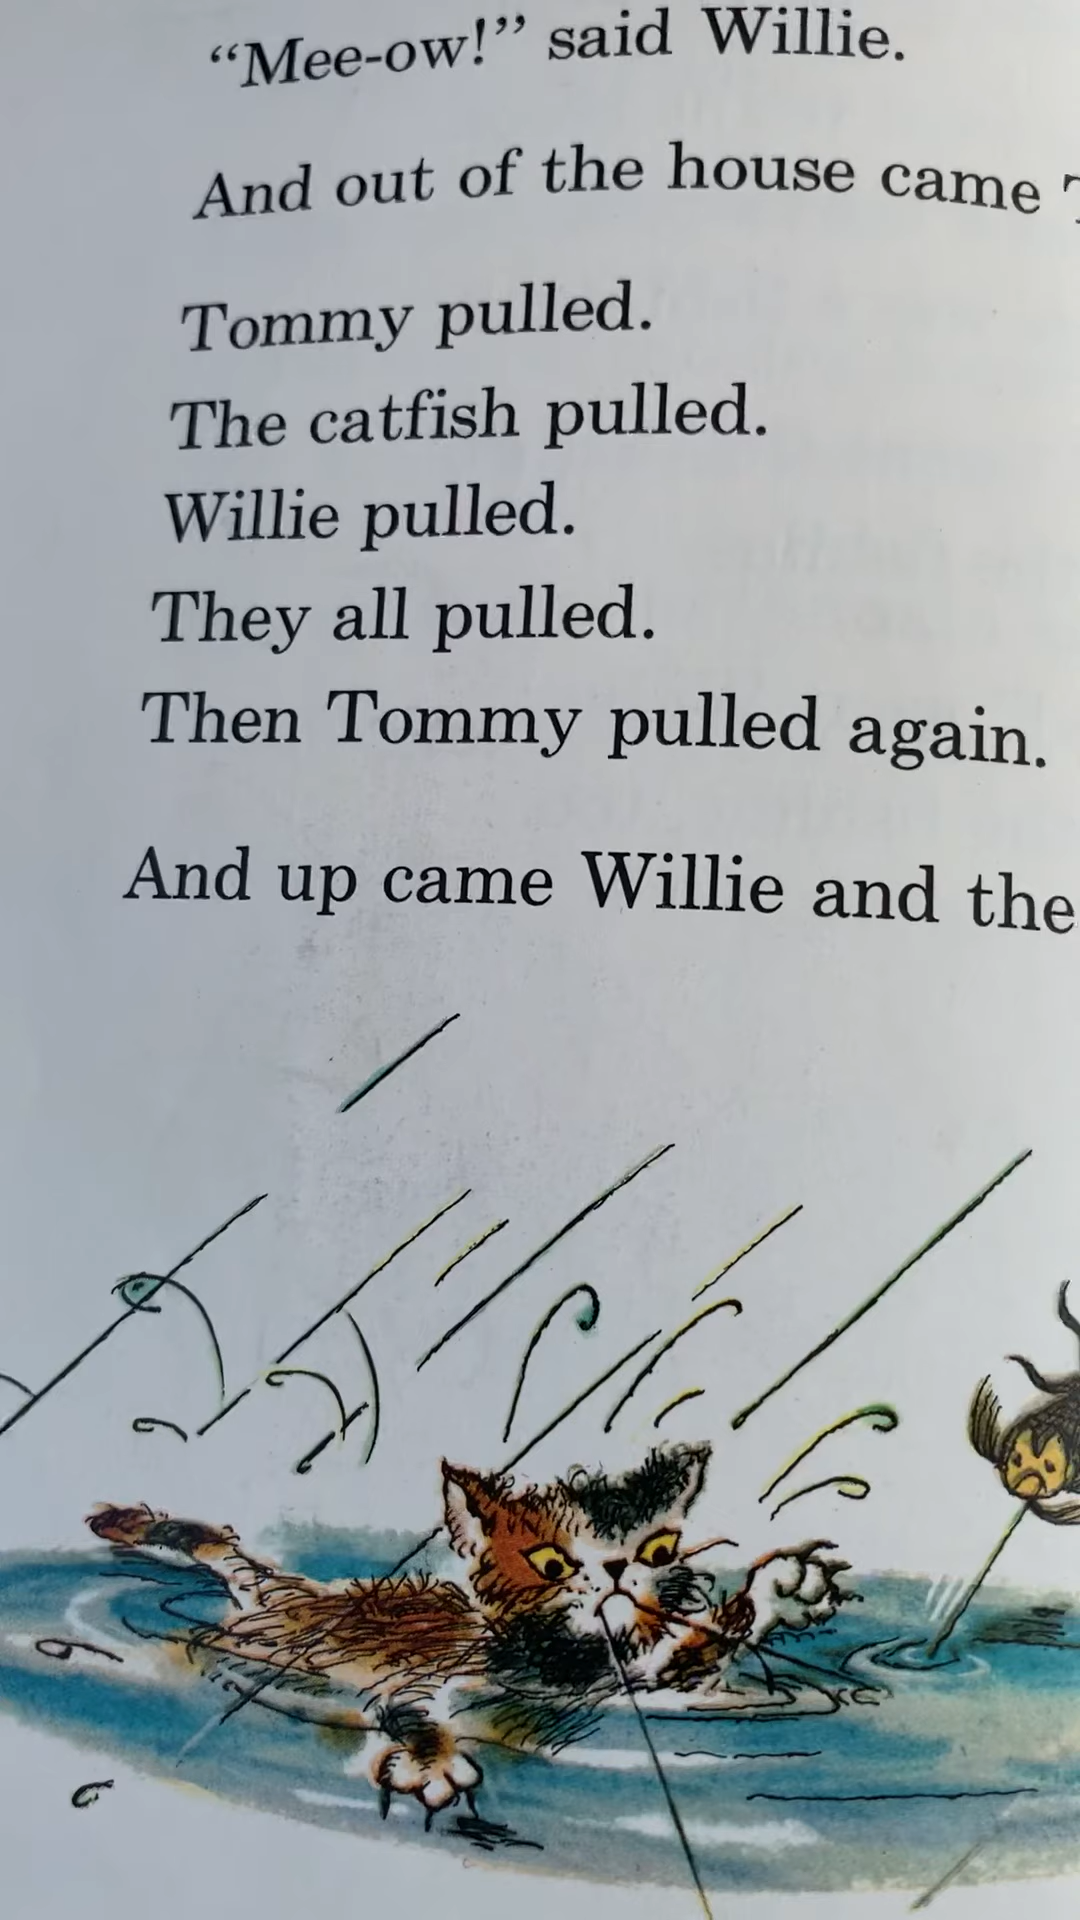 “Mee-ow!” said Willie.
And out of the house came
Tommy pulled.
The catfish pulled.
Willie pulled.
They all pulled.
Then Tommy pulled again.
And up came Willie and the